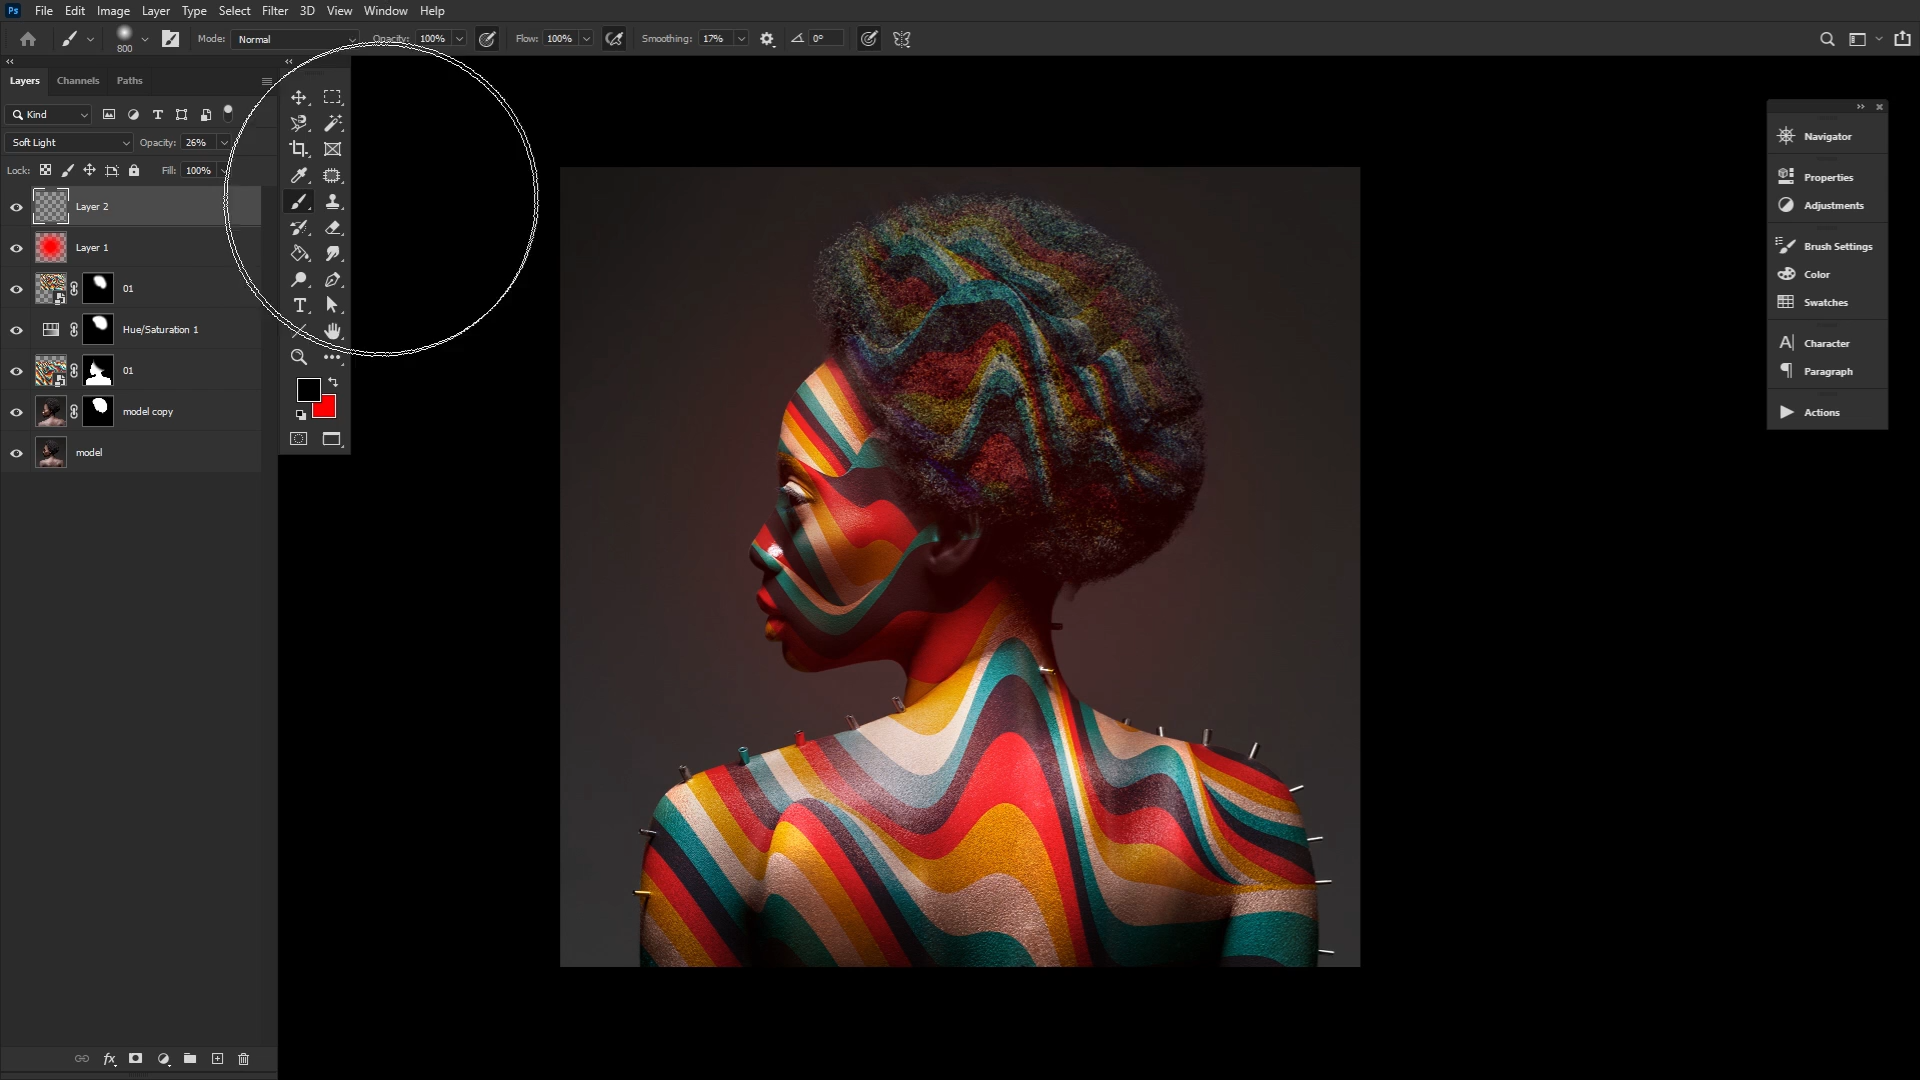 Ps File Edit Image Layer Type Select Filter 3D View Window Help
800 Mode: Normal Opacity: 100% Flow: 100% Smoothing: 17% 0°
Layers Channels Paths
Kind
Soft Light Opacity: 26%
Lock: Fill: 100%
Layer 2
Layer 1
01
Hue/Saturation 1
01
model copy
model
fx
Navigator
Properties
Adjustments
Brush Settings
Color
Swatches
Character
Paragraph
Actions